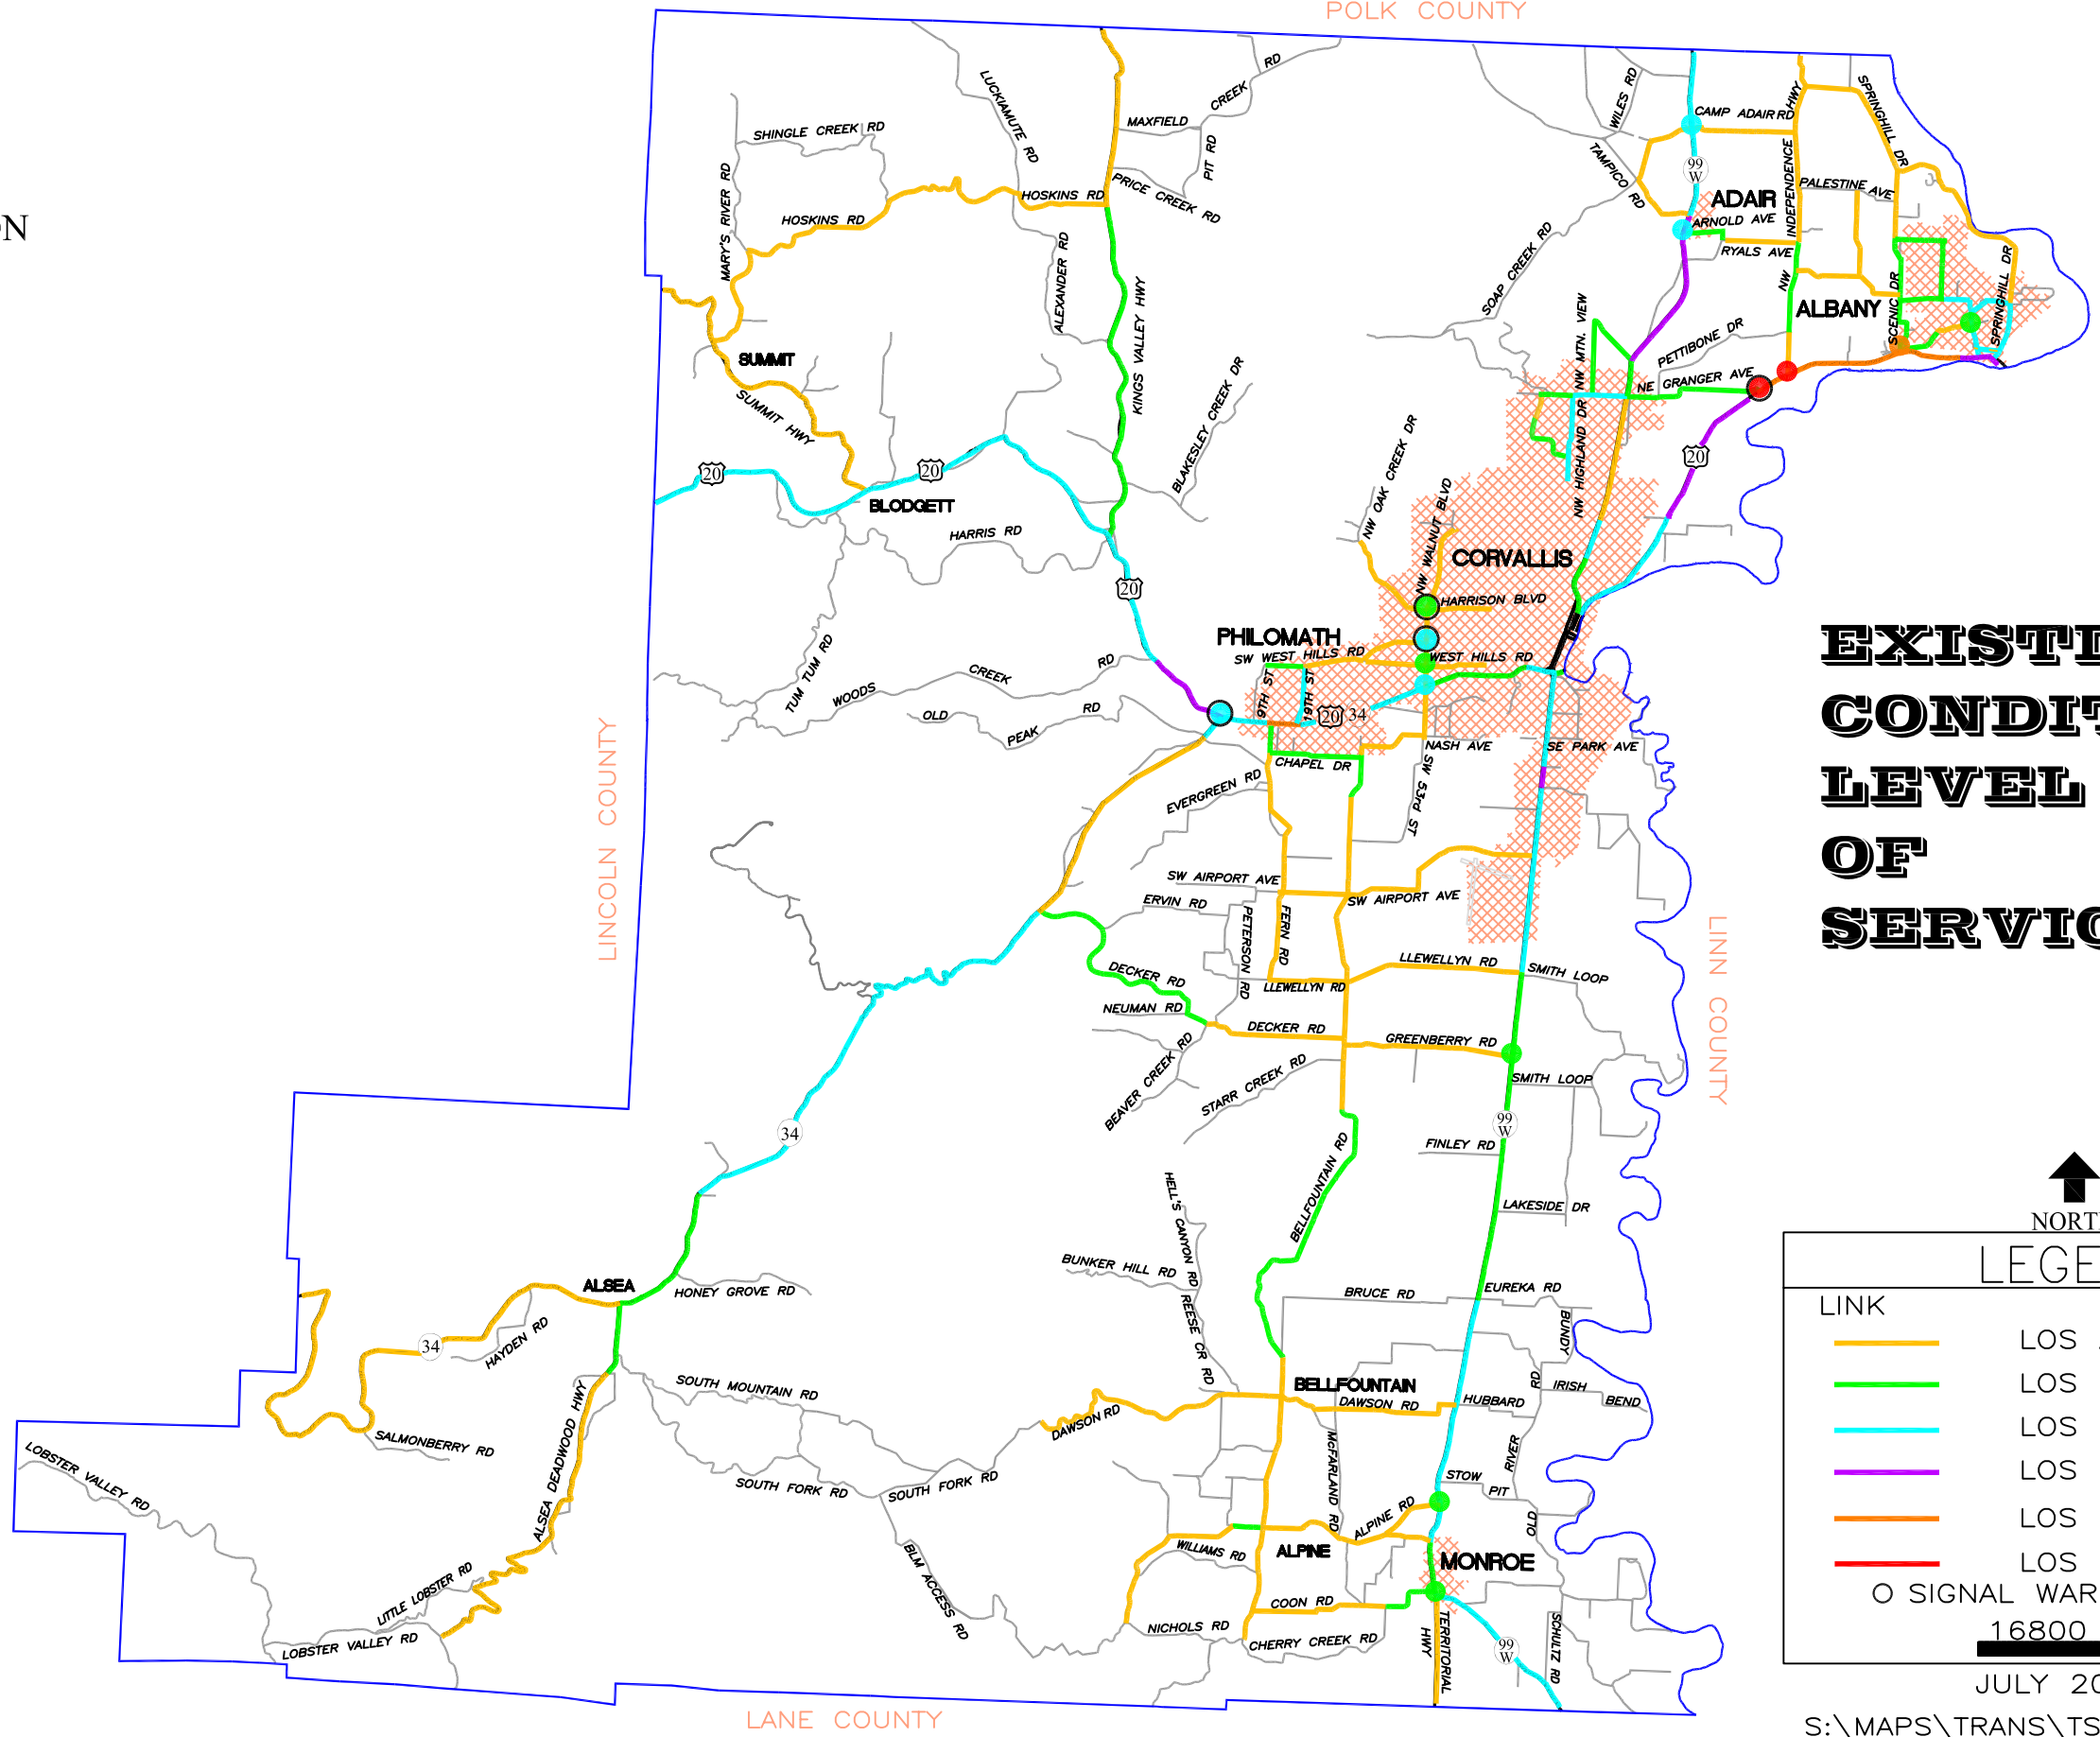 POLK COUNTY
ON
LUCKIAMUTE RD
MAXFIELD
CREEK
RD
PIT RD
PRICE CREEK RD
SHINGLE CREEK RD
MARY'S RIVER RD
HOSKINS RD
HOSKINS RD
ALEXANDER RD
KINGS VALLEY HWY
WILES RD
TAMPICO RD
SOAP CREEK RD
CAMP ADAIR RD
99
W
ADAIR
ARNOLD AVE
RYALS AVE
INDEPENDENCE
HWY
NW
SPRINGHILL DR
PALESTINE AVE
ALBANY
SCENIC DR
SPRINGHILL DR
PETTIBONE DR
NE GRANGER AVE
NW MTN. VIEW
NW HIGHLAND DR
20
SUMMIT
SUMMIT HWY
20
20
BLODGETT
HARRIS RD
BLAKESLEY CREEK DR
NW OAK CREEK DR
NW WALNUT BLVD
CORVALLIS
HARRISON BLVD
20
PHILOMATH
SW WEST HILLS RD
WEST HILLS RD
9TH ST
19TH ST
20
34
TUM TUM RD
WOODS
CREEK
RD
OLD
PEAK
RD
NASH AVE
SE PARK AVE
CHAPEL DR
SW 53rd ST
EVERGREEN RD
EXISTI
CONDIT
LEVEL
OF
SERVIC
LINCOLN COUNTY
LINN COUNTY
SW AIRPORT AVE
SW AIRPORT AVE
ERVIN RD
PETERSON RD
FERN RD
LLEWELLYN RD
LLEWELLYN RD
SMITH LOOP
DECKER RD
NEUMAN RD
DECKER RD
GREENBERRY RD
BEAVER CREEK RD
STARR CREEK RD
SMITH LOOP
99
W
FINLEY RD
LAKESIDE DR
BELLFOUNTAIN RD
34
HELL'S CANYON RD
BUNKER HILL RD
REESE CR RD
BRUCE RD
EUREKA RD
BUNDY
RD
ALSEA
HONEY GROVE RD
34
HAYDEN RD
SALMONBERRY RD
ALSEA DEADWOOD HWY
SOUTH MOUNTAIN RD
SOUTH FORK RD
SOUTH FORK RD
DAWSON RD
BELLFOUNTAIN
DAWSON RD
HUBBARD
IRISH
BEND
McFARLAND RD
RIVER
STOW
PIT
OLD
ALPINE RD
ALPINE
WILLIAMS RD
MONROE
LOBSTER VALLEY RD
LITTLE LOBSTER RD
LOBSTER VALLEY RD
BLM ACCESS RD
COON RD
NICHOLS RD
CHERRY CREEK RD
TERRITORIAL
HWY
99
W
SCHULTZ RD
LANE COUNTY
NORT
LEGE
LINK
LOS
LOS
LOS
LOS
LOS
LOS
O SIGNAL WAR
16800
JULY 20
S:\MAPS\TRANS\TS